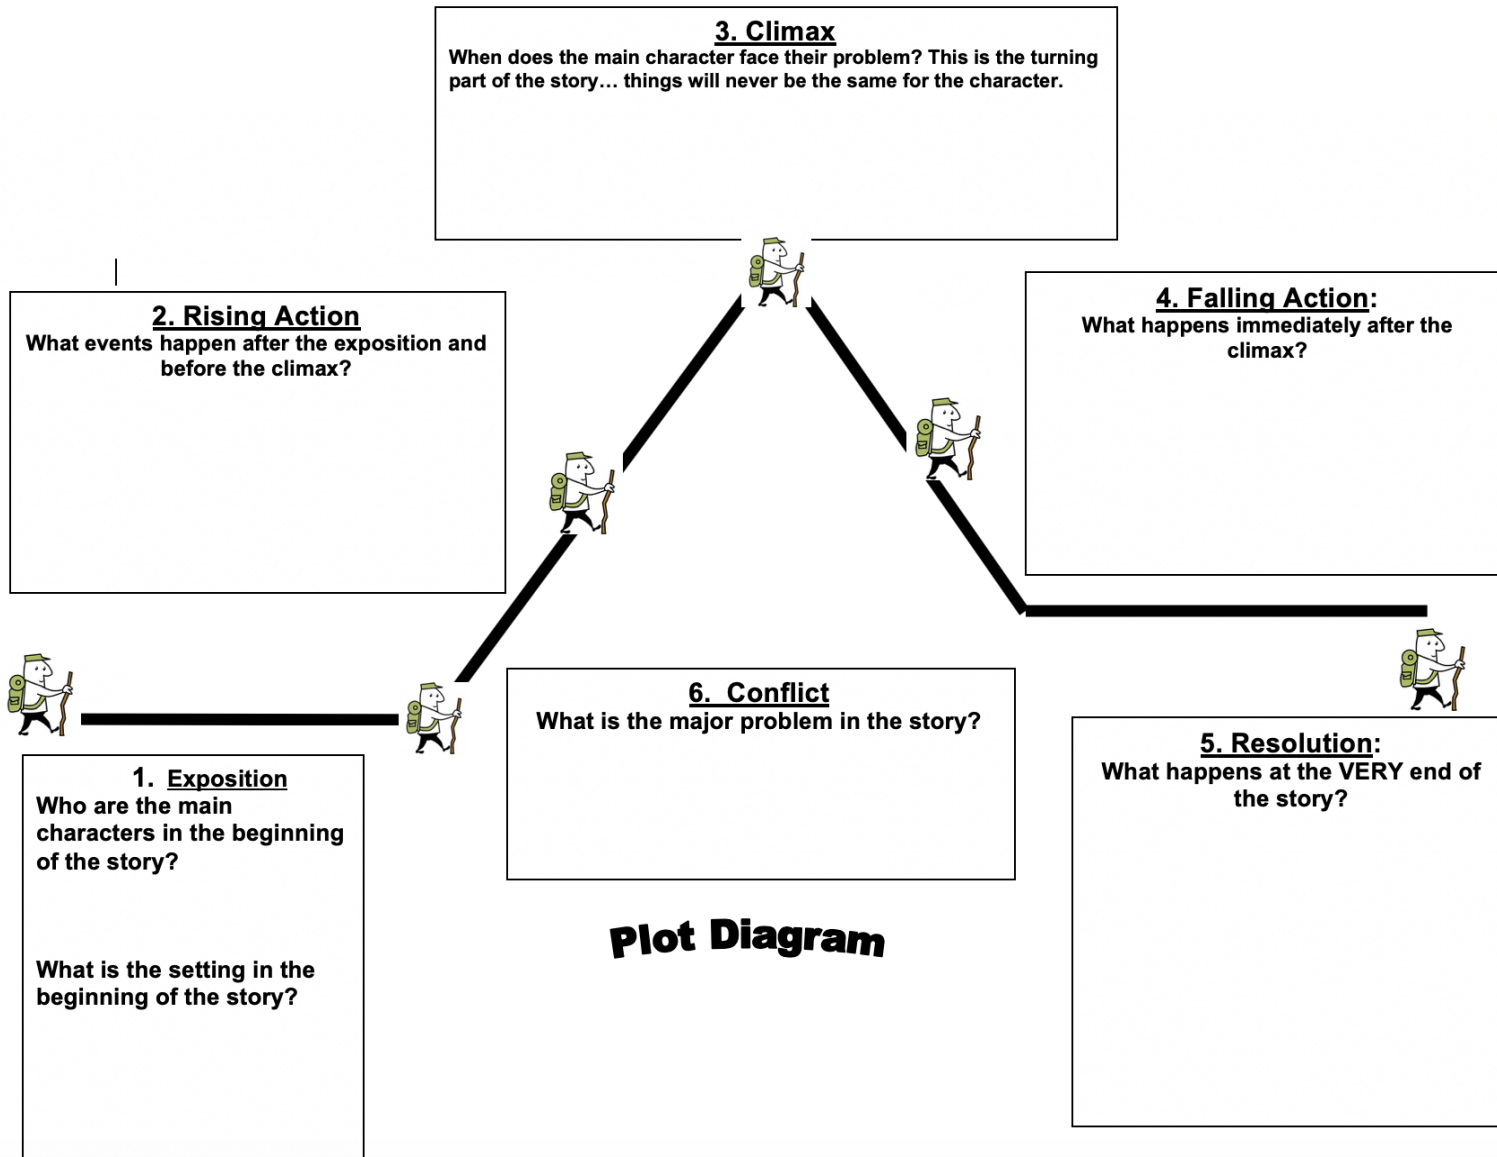 3. Climax
When does the main character face their problem? This is the turning
part of the story… things will never be the same for the character.
2. Rising Action
What events happen after the exposition and
before the climax?
4. Falling Action:
What happens immediately after the
climax?
6. Conflict
What is the major problem in the story?
5. Resolution:
What happens at the VERY end of
the story?
1. Exposition
Who are the main
characters in the beginning
of the story?
What is the setting in the
beginning of the story?
Plot Diagram